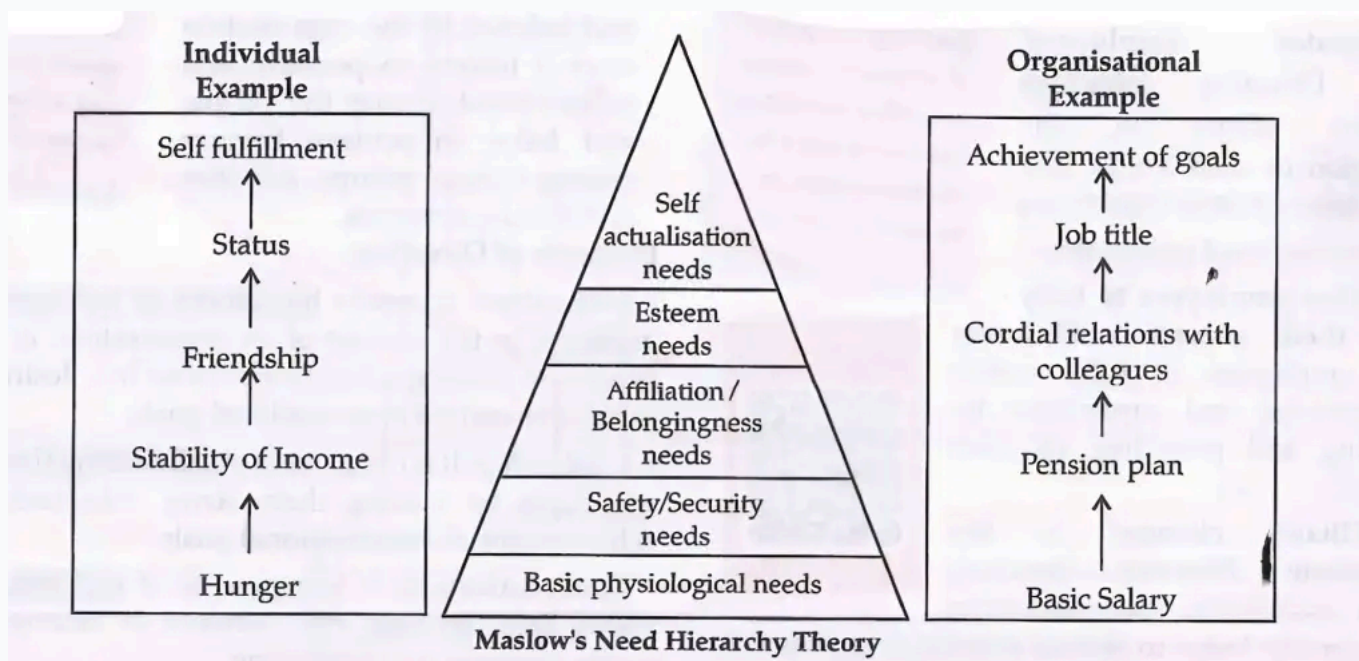 Individual
Example
Self fulfillment
Status
Friendship
Stability of Income
Hunger
Self
actualisation
needs
Esteem
needs
Affiliation/
Belongingness
needs
Safety/Security
needs
Basic physiological needs
Maslow's Need Hierarchy Theory
Organisational
Example
Achievement of goals
Job title
Cordial relations with
colleagues
Pension plan
Basic Salary